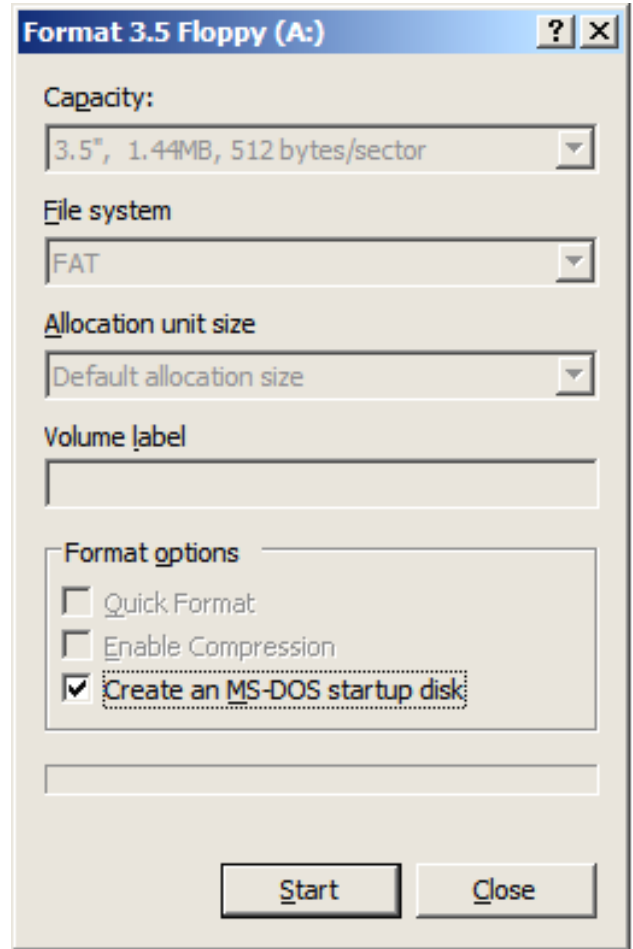 Format 3.5 Floppy (A:)
Capacity:
3.5", 1.44MB, 512 bytes/sector
File system
FAT
Allocation unit size
Default allocation size
Volume label
Format options
Quick Format
Enable Compression
Create an MS-DOS startup disk
Start Close